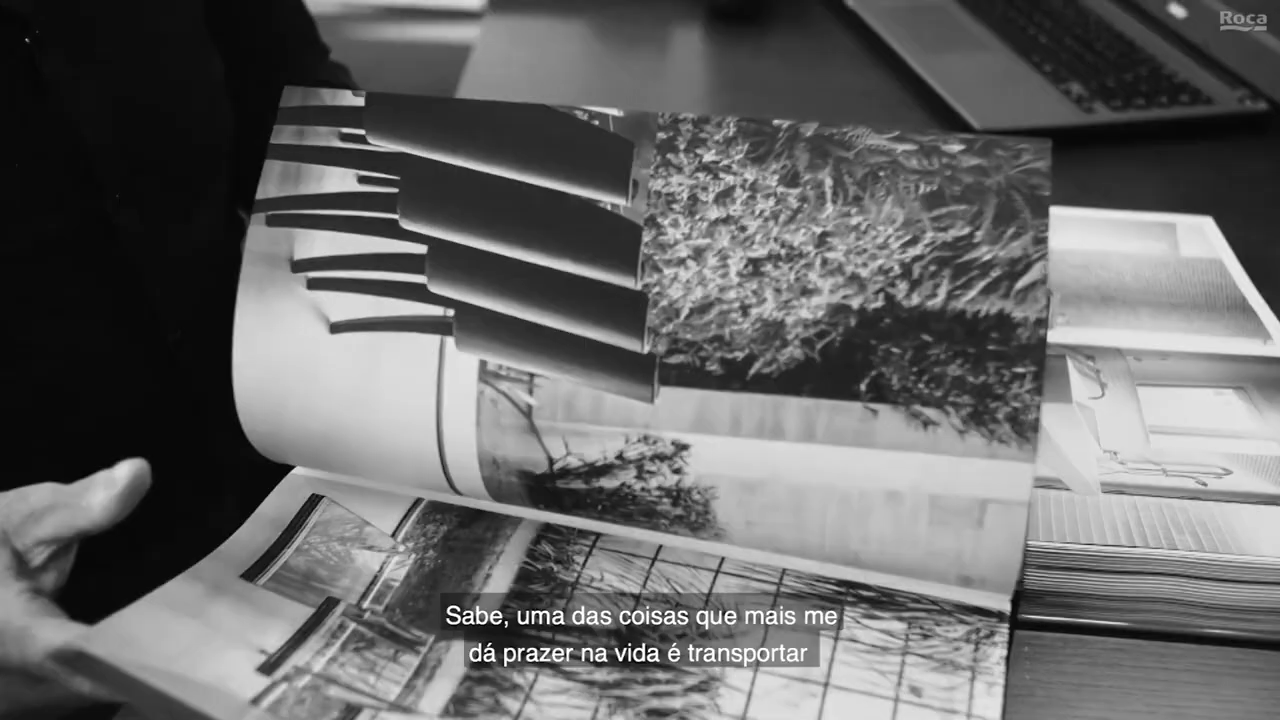 Roca
Sabe, uma das coisas que mais me
dá prazer na vida é transportar